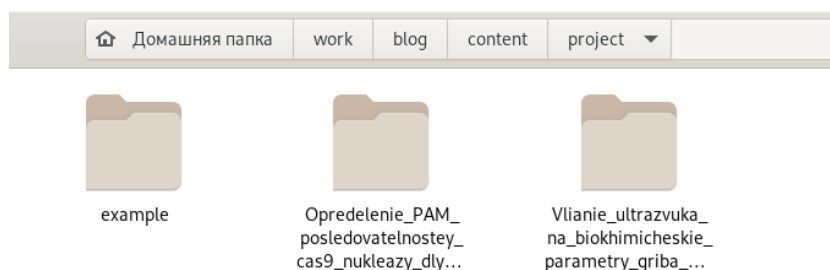 Домашняя папка work blog content project
example Opredelenie_PAM_ Vlianie_ultrazvuka_
posledovatelnostey_ na_biokhimicheskie_
cas9_nukleazy_dly... parametry_griba_...